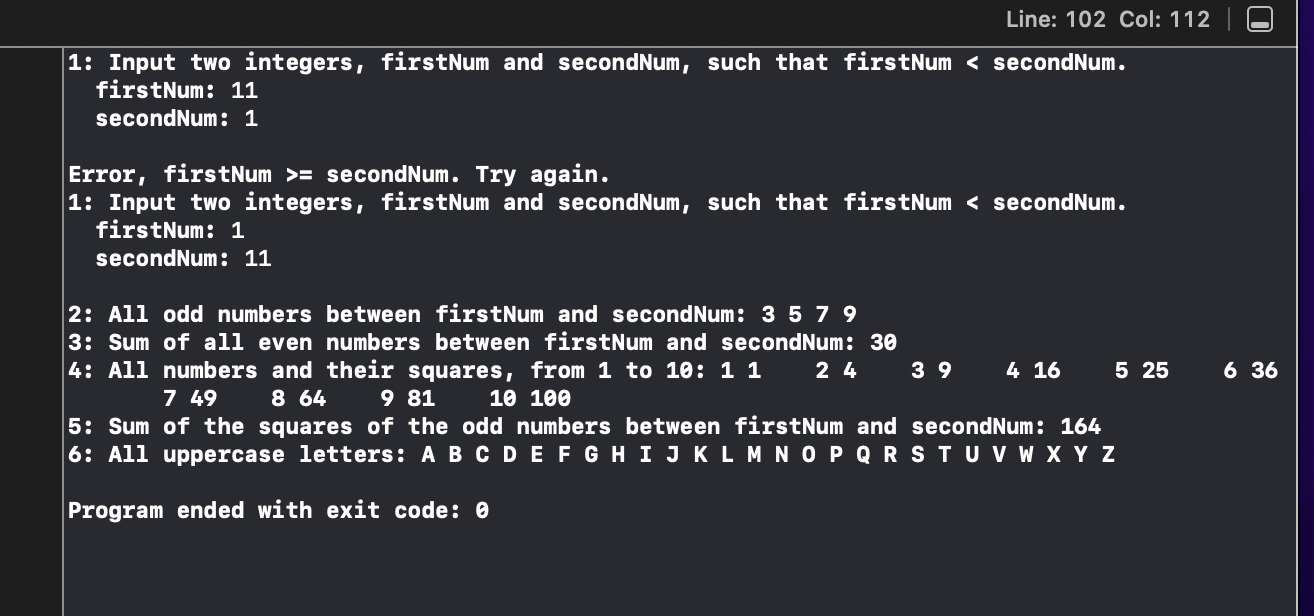 Line: 102 Col: 112
1: Input two integers, firstNum and secondNum, such that firstNum < secondNum.
firstNum: 11
secondNum: 1
Error, firstNum >= secondNum. Try again.
1: Input two integers, firstNum and secondNum, such that firstNum < secondNum.
firstNum: 1
secondNum: 11
2: All odd numbers between firstNum and secondNum: 3 5 7 9
3: Sum of all even numbers between firstNum and secondNum: 30
4: All numbers and their squares, from 1 to 10: 1 1    2 4    3 9    4 16    5 25    6 36
7 49    8 64    9 81    10 100
5: Sum of the squares of the odd numbers between firstNum and secondNum: 164
6: All uppercase letters: A B C D E F G H I J K L M N O P Q R S T U V W X Y Z
Program ended with exit code: 0